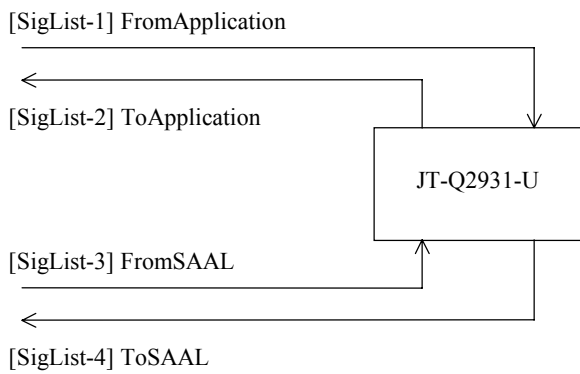 [SigList-1] FromApplication
[SigList-2] ToApplication
JT-Q2931-U
[SigList-3] FromSAAL
[SigList-4] ToSAAL